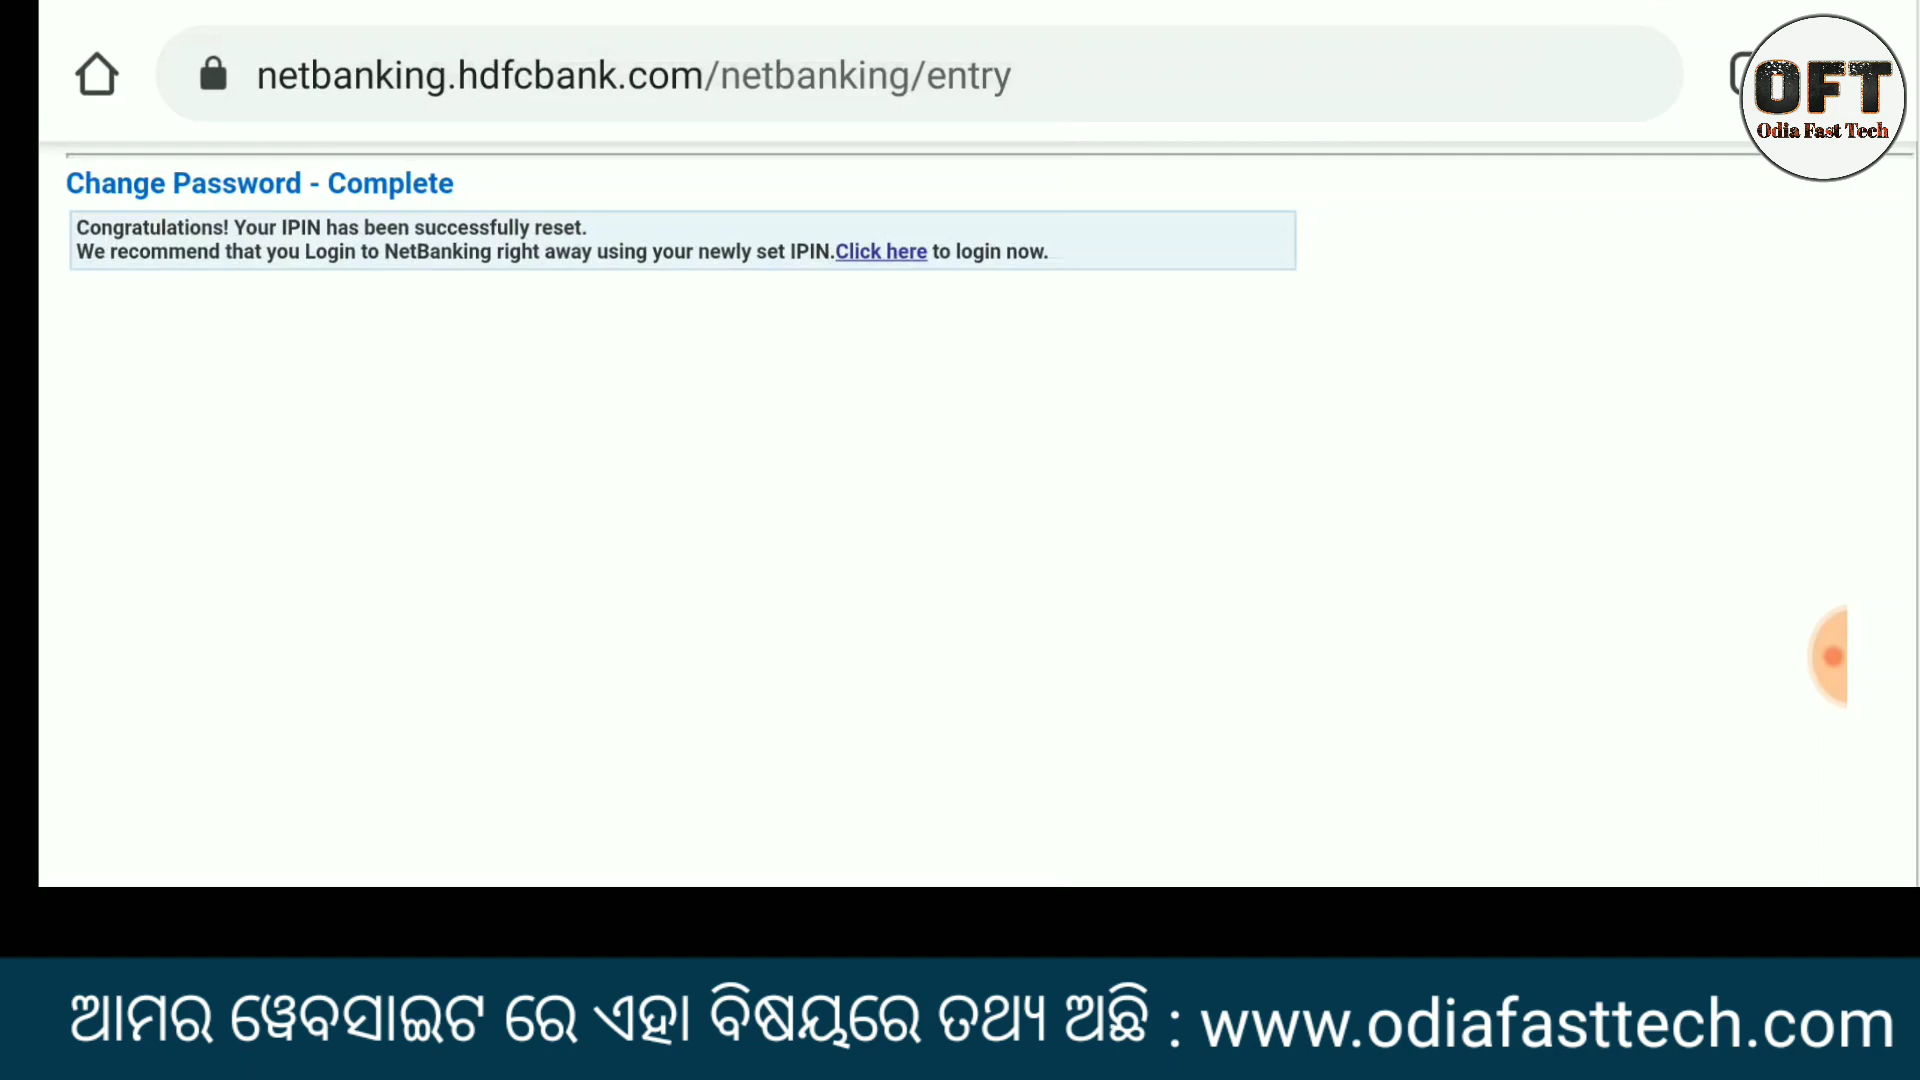 netbanking.hdfcbank.com/netbanking/entry
OFT
Odia Fast Tech
Change Password - Complete
Congratulations! Your IPIN has been successfully reset.
We recommend that you Login to NetBanking right away using your newly set IPIN.Click here to login now.
ଆମର ୱେବସାଇଟ ରେ ଏହା ବିଷୟରେ ତଥ୍ୟ ଅଛି : www.odiafasttech.com